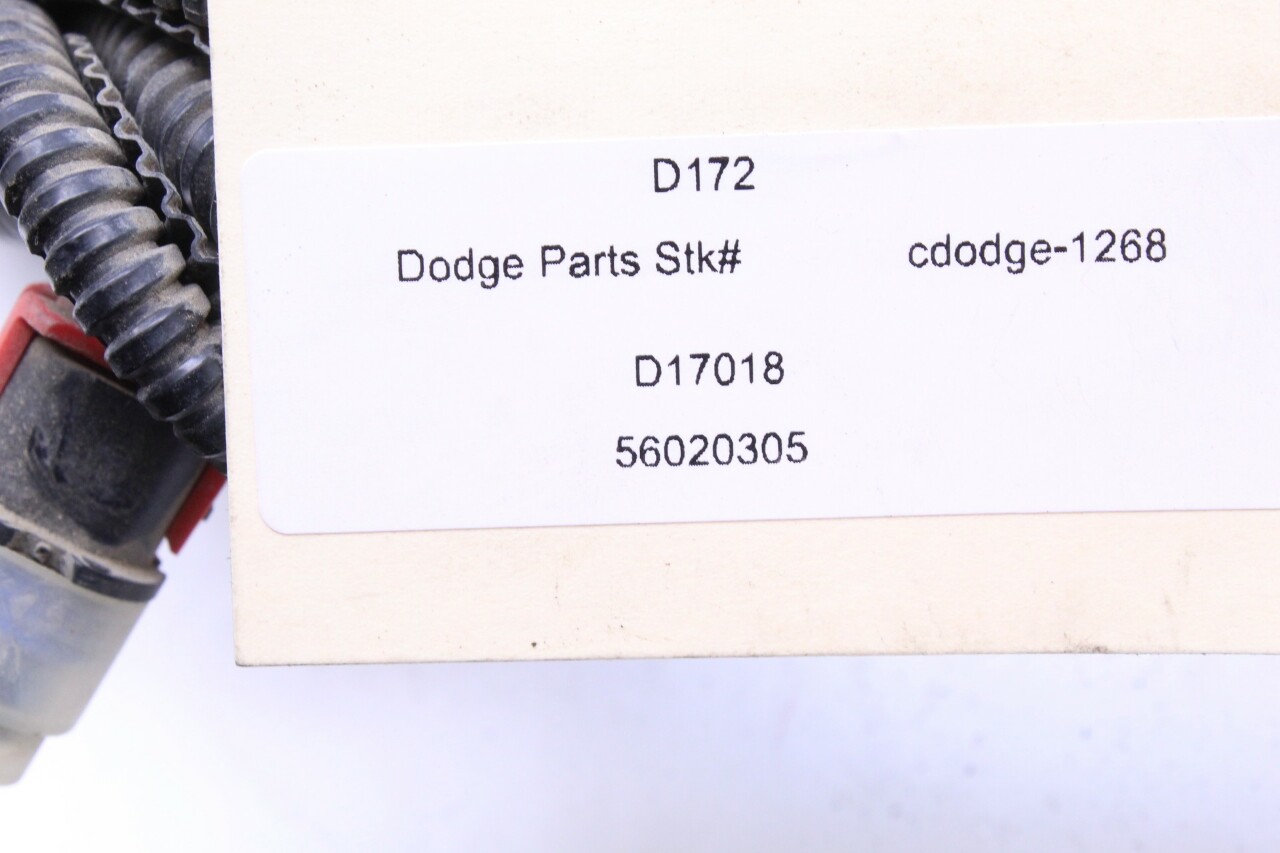 D172
Dodge Parts Stk# cdodge-1268
D17018
56020305